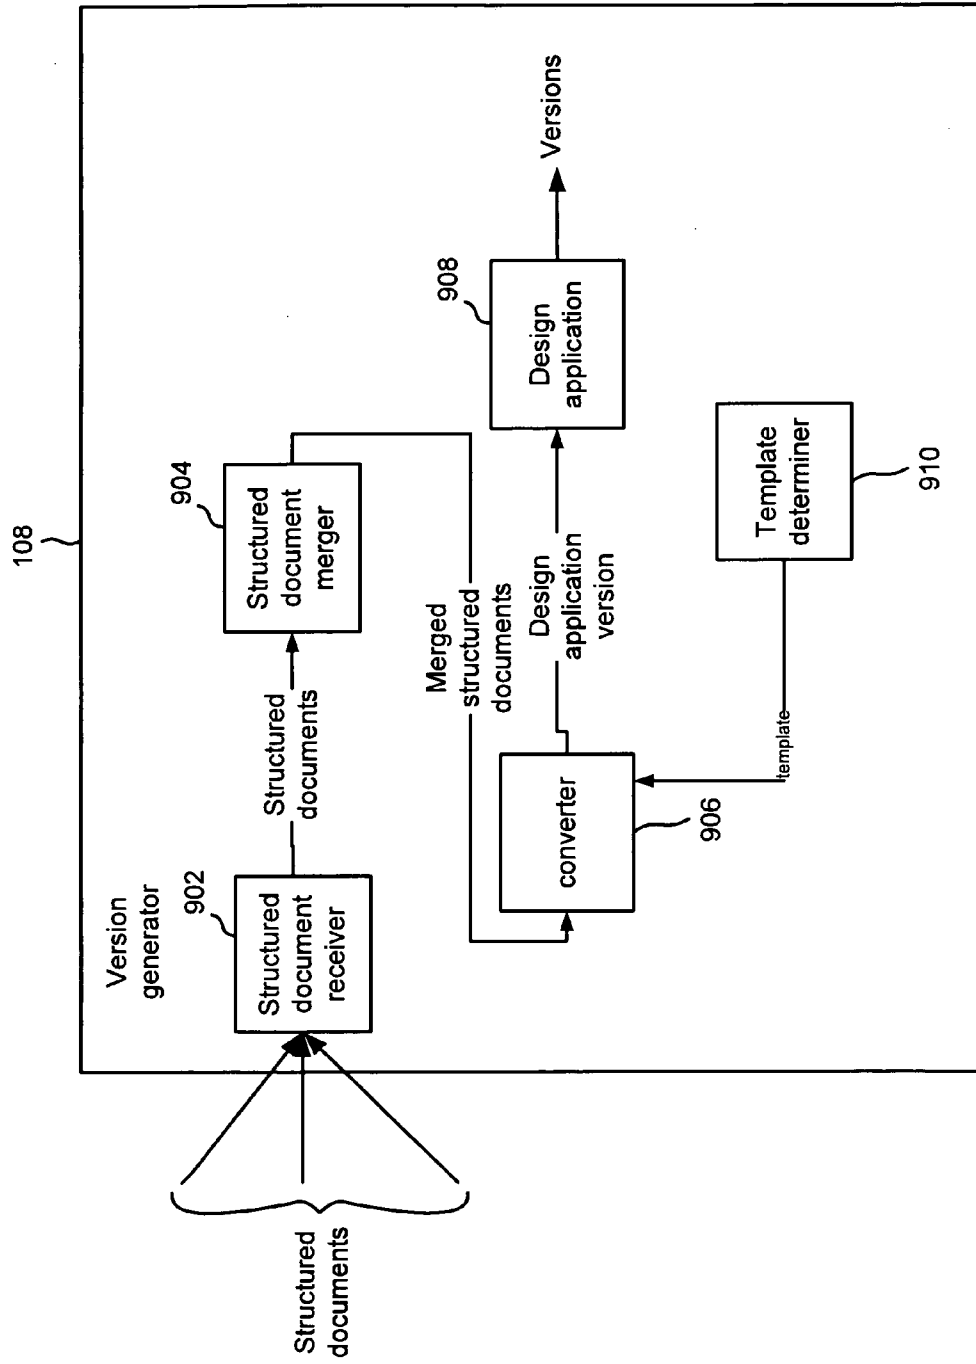 108
Version
generator
902
Structured
document
receiver
Structured
documents
Structured
documents
904
Structured
document
merger
Merged
structured
documents
converter
906
Design
application
version
908
Design
application
Versions
template
Template
determiner
910